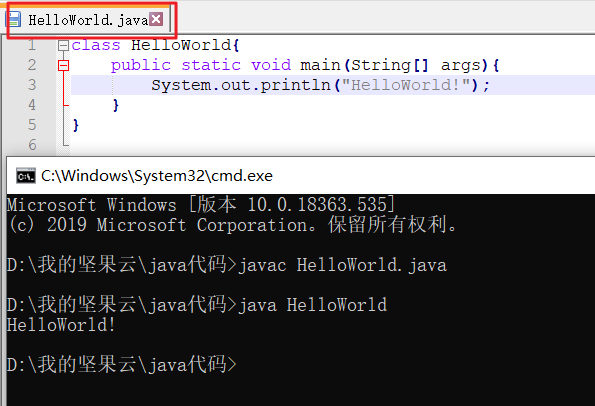 HelloWorld.java
1 class HelloWorld{
2 public static void main(String[] args){
3 System.out.println("HelloWorld!");
4 }
5 }
6
C:\Windows\System32\cmd.exe
Microsoft Windows [版本 10.0.18363.535]
(c) 2019 Microsoft Corporation。保留所有权利。
D:\我的坚果云\java代码>javac HelloWorld.java
D:\我的坚果云\java代码>java HelloWorld
HelloWorld!
D:\我的坚果云\java代码>